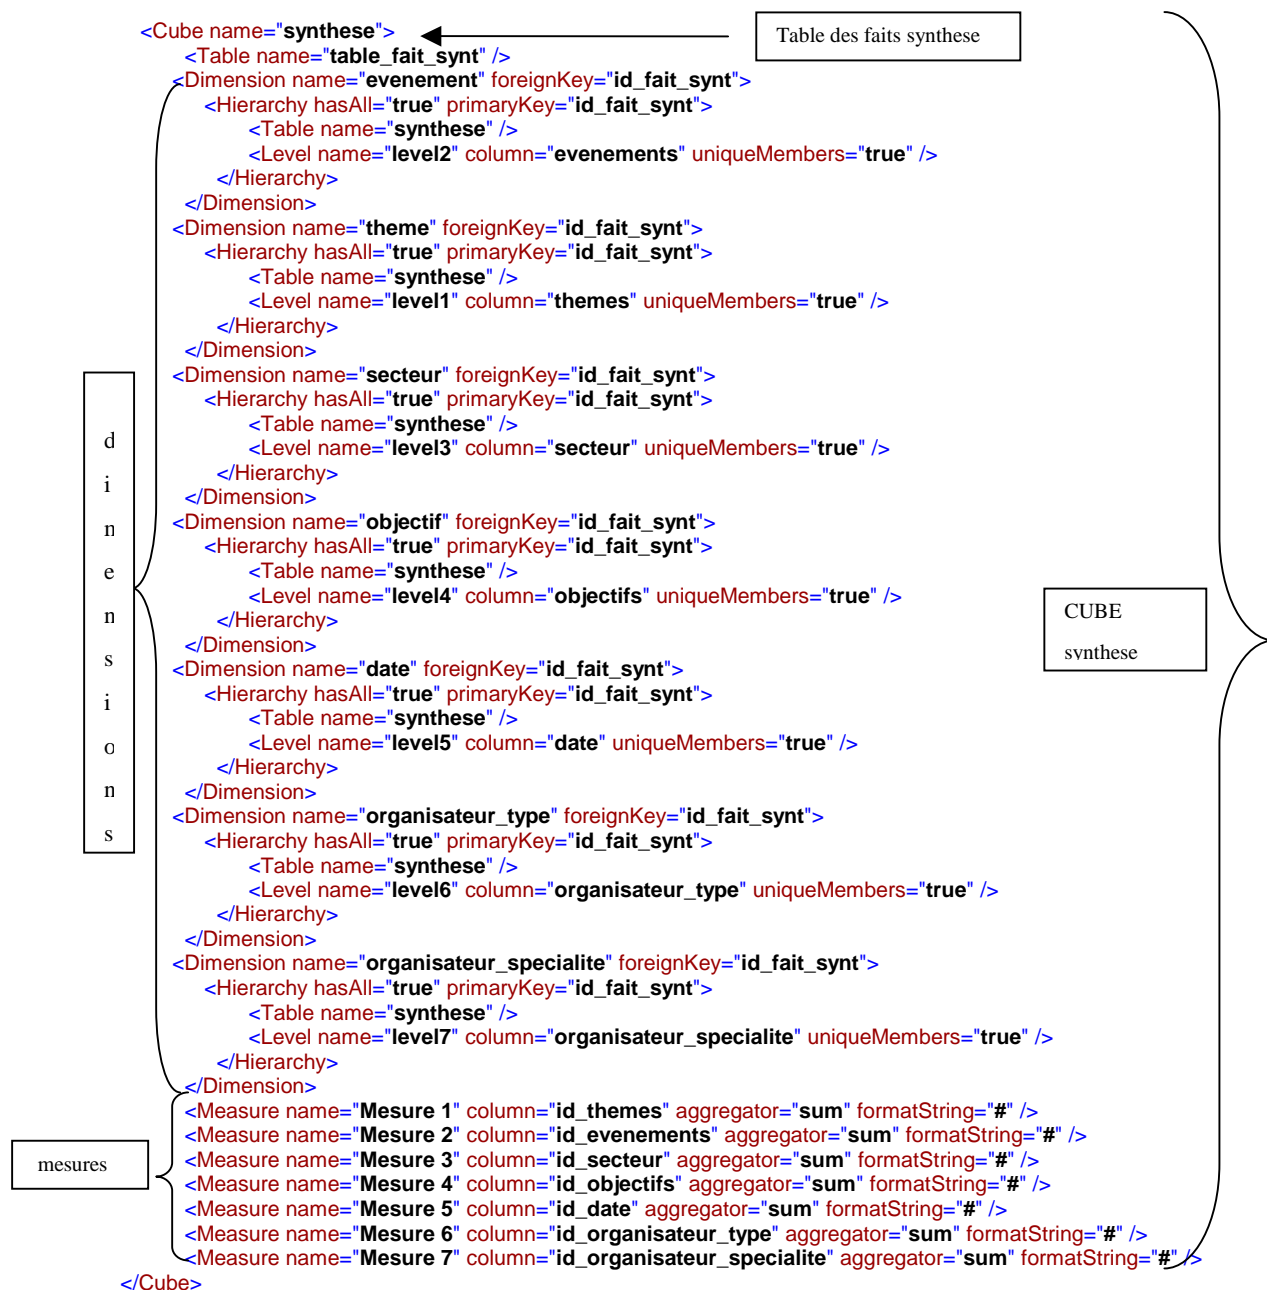 <Cube name="synthese">
Table des faits synthese
<Table name="table_fait_synt" />
<Dimension name="evenement" foreignKey="id_fait_synt">
<Hierarchy hasAll="true" primaryKey="id_fait_synt">
<Table name="synthese" />
<Level name="level2" column="evenements" uniqueMembers="true" />
</Hierarchy>
</Dimension>
<Dimension name="theme" foreignKey="id_fait_synt">
<Hierarchy hasAll="true" primaryKey="id_fait_synt">
<Table name="synthese" />
<Level name="level1" column="themes" uniqueMembers="true" />
</Hierarchy>
</Dimension>
<Dimension name="secteur" foreignKey="id_fait_synt">
<Hierarchy hasAll="true" primaryKey="id_fait_synt">
<Table name="synthese" />
<Level name="level3" column="secteur" uniqueMembers="true" />
</Hierarchy>
</Dimension>
<Dimension name="objectif" foreignKey="id_fait_synt">
<Hierarchy hasAll="true" primaryKey="id_fait_synt">
<Table name="synthese" />
<Level name="level4" column="objectifs" uniqueMembers="true" />
</Hierarchy>
</Dimension>
<Dimension name="date" foreignKey="id_fait_synt">
<Hierarchy hasAll="true" primaryKey="id_fait_synt">
<Table name="synthese" />
<Level name="level5" column="date" uniqueMembers="true" />
</Hierarchy>
</Dimension>
<Dimension name="organisateur_type" foreignKey="id_fait_synt">
<Hierarchy hasAll="true" primaryKey="id_fait_synt">
<Table name="synthese" />
<Level name="level6" column="organisateur_type" uniqueMembers="true" />
</Hierarchy>
</Dimension>
<Dimension name="organisateur_specialite" foreignKey="id_fait_synt">
<Hierarchy hasAll="true" primaryKey="id_fait_synt">
<Table name="synthese" />
<Level name="level7" column="organisateur_specialite" uniqueMembers="true" />
</Hierarchy>
</Dimension>
<Measure name="Mesure 1" column="id_themes" aggregator="sum" formatString="#" />
<Measure name="Mesure 2" column="id_evenements" aggregator="sum" formatString="#" />
<Measure name="Mesure 3" column="id_secteur" aggregator="sum" formatString="#" />
<Measure name="Mesure 4" column="id_objectifs" aggregator="sum" formatString="#" />
<Measure name="Mesure 5" column="id_date" aggregator="sum" formatString="#" />
<Measure name="Mesure 6" column="id_organisateur_type" aggregator="sum" formatString="#" />
<Measure name="Mesure 7" column="id_organisateur_specialite" aggregator="sum" formatString="#" />
</Cube>
d
i
m
e
n
s
i
o
n
s
mesures
CUBE
synthese